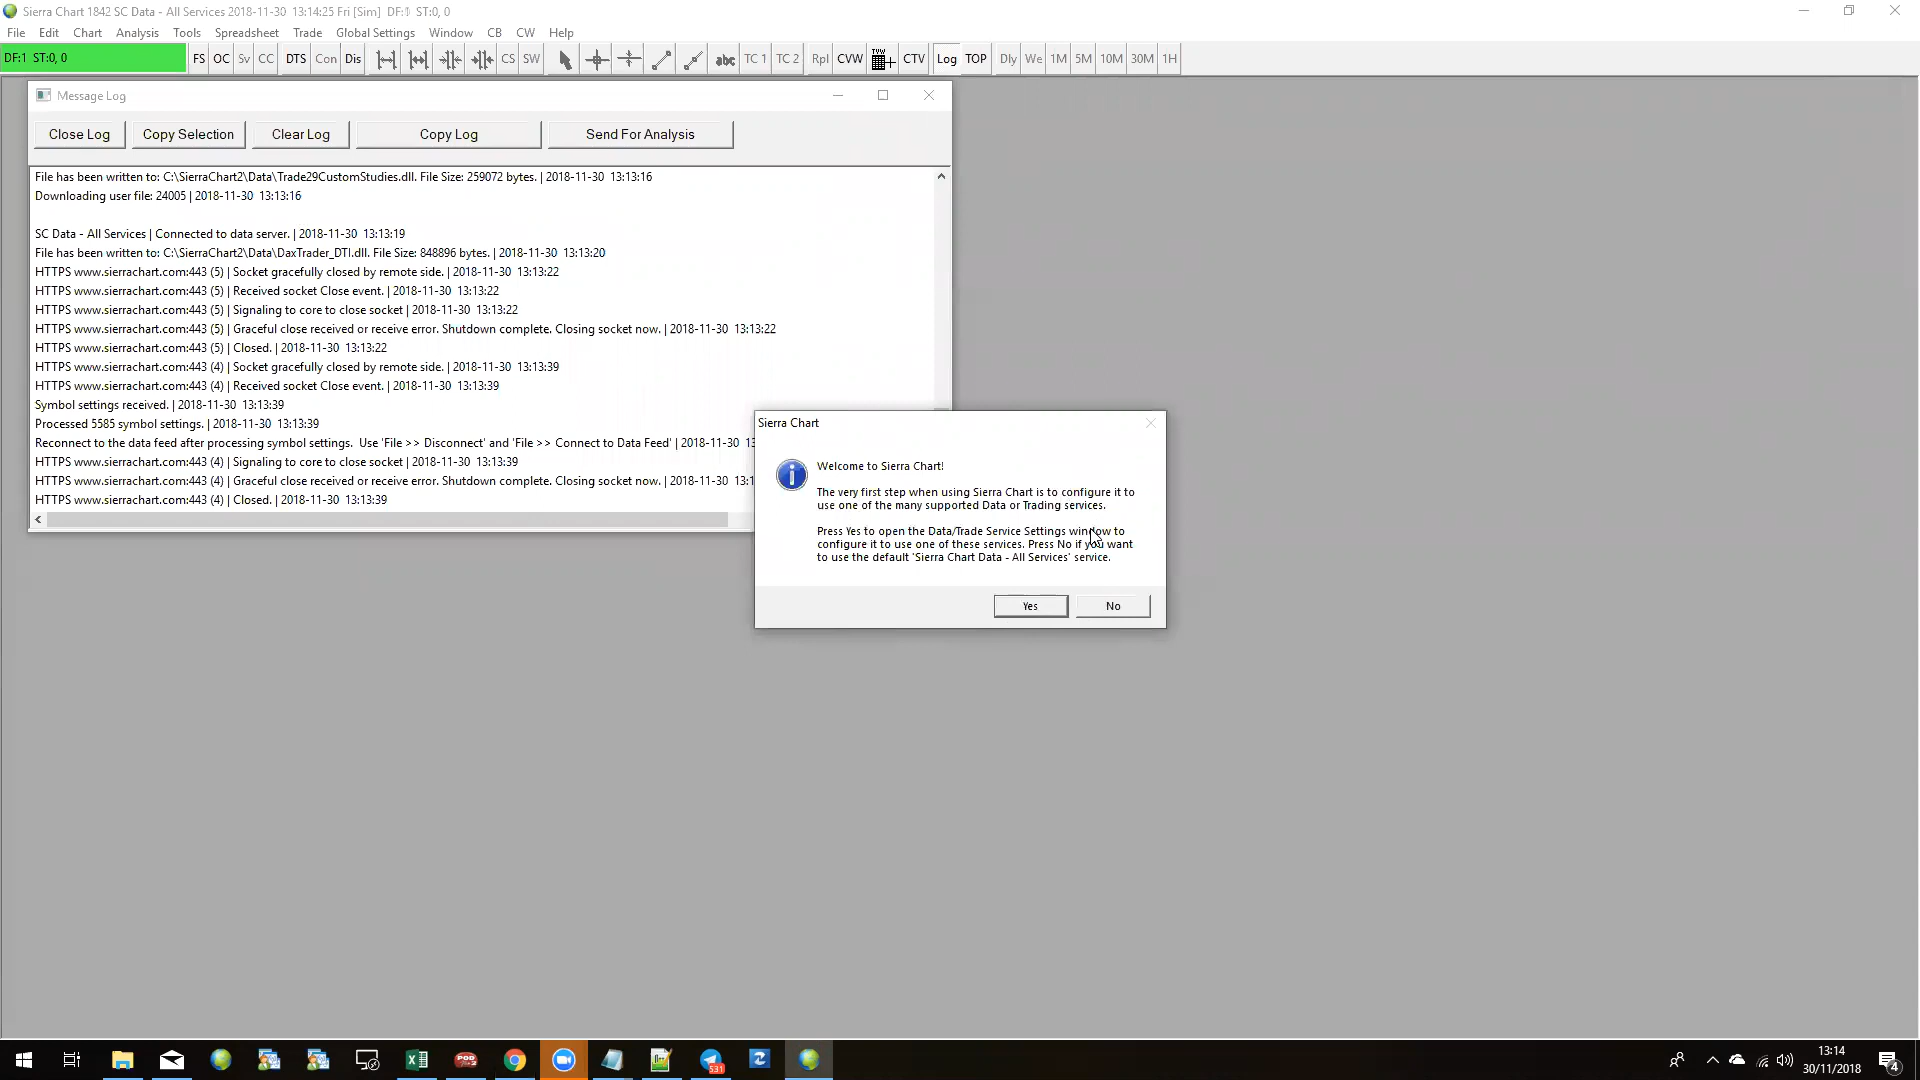 Sierra Chart 1842 SC Data - All Services 2018-11-30 13:14:25 Fri [Sim] DF:1 ST:0, 0
File Edit Chart Analysis Tools Spreadsheet Trade Global Settings Window CB CW Help
DF:1 ST:0, 0 FS OC Sv CC DTS Con Dis CS SW abc TC 1 TC 2 Rpl CVW TVW CTV Log TOP Dly We 1M 5M 10M 30M 1H
Message Log
Close Log Copy Selection Clear Log Copy Log Send For Analysis
File has been written to: C:\SierraChart2\Data\Trade29CustomStudies.dll. File Size: 259072 bytes. | 2018-11-30 13:13:16
Downloading user file: 24005 | 2018-11-30 13:13:16
SC Data - All Services | Connected to data server. | 2018-11-30 13:13:19
File has been written to: C:\SierraChart2\Data\DaxTrader_DTI.dll. File Size: 848896 bytes. | 2018-11-30 13:13:20
HTTPS www.sierrachart.com:443 (5) | Socket gracefully closed by remote side. | 2018-11-30 13:13:22
HTTPS www.sierrachart.com:443 (5) | Received socket Close event. | 2018-11-30 13:13:22
HTTPS www.sierrachart.com:443 (5) | Signaling to core to close socket | 2018-11-30 13:13:22
HTTPS www.sierrachart.com:443 (5) | Graceful close received or receive error. Shutdown complete. Closing socket now. | 2018-11-30 13:13:22
HTTPS www.sierrachart.com:443 (5) | Closed. | 2018-11-30 13:13:22
HTTPS www.sierrachart.com:443 (4) | Socket gracefully closed by remote side. | 2018-11-30 13:13:39
HTTPS www.sierrachart.com:443 (4) | Received socket Close event. | 2018-11-30 13:13:39
Symbol settings received. | 2018-11-30 13:13:39
Processed 5585 symbol settings. | 2018-11-30 13:13:39
Reconnect to the data feed after processing symbol settings. Use 'File >> Disconnect' and 'File >> Connect to Data Feed' | 2018-11-30 13
HTTPS www.sierrachart.com:443 (4) | Signaling to core to close socket | 2018-11-30 13:13:39
HTTPS www.sierrachart.com:443 (4) | Graceful close received or receive error. Shutdown complete. Closing socket now. | 2018-11-30 13:1
HTTPS www.sierrachart.com:443 (4) | Closed. | 2018-11-30 13:13:39
Sierra Chart
Welcome to Sierra Chart!
The very first step when using Sierra Chart is to configure it to
use one of the many supported Data or Trading services.
Press Yes to open the Data/Trade Service Settings window to
configure it to use one of these services. Press No if you want
to use the default 'Sierra Chart Data - All Services' service.
Yes No
531
13:14
30/11/2018
4